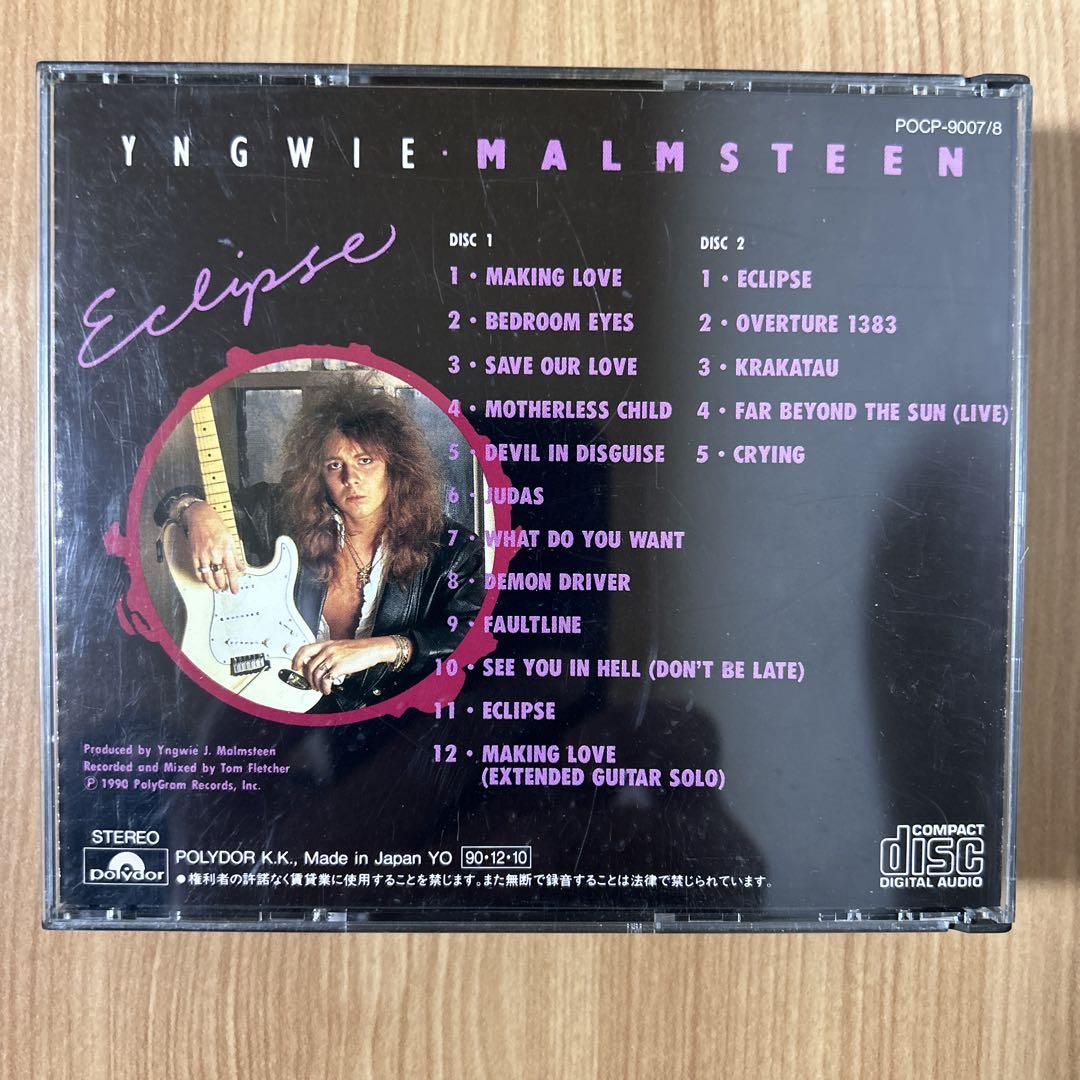 POCP-9007/8
YNGWIE · MALMSTEEN
Eclipse
DISC 1
1 · MAKING LOVE
2 · BEDROOM EYES
3 · SAVE OUR LOVE
4 · MOTHERLESS CHILD
5 · DEVIL IN DISGUISE
6 · JUDAS
7 · WHAT DO YOU WANT
8 · DEMON DRIVER
9 · FAULTLINE
10 · SEE YOU IN HELL (DON'T BE LATE)
11 · ECLIPSE
12 · MAKING LOVE
(EXTENDED GUITAR SOLO)
DISC 2
1 · ECLIPSE
2 · OVERTURE 1383
3 · KRAKATAU
4 · FAR BEYOND THE SUN (LIVE)
5 · CRYING
Produced by Yngwie J. Malmsteen
Recorded and Mixed by Tom Fletcher
Ⓟ 1990 PolyGram Records, Inc.
STEREO
polydor
POLYDOR K.K., Made in Japan YO 90・12・10
●権利者の許諾なく賃貸業に使用することを禁じます。また無断で録音することは法律で禁じられています。
COMPACT
disc
DIGITAL AUDIO